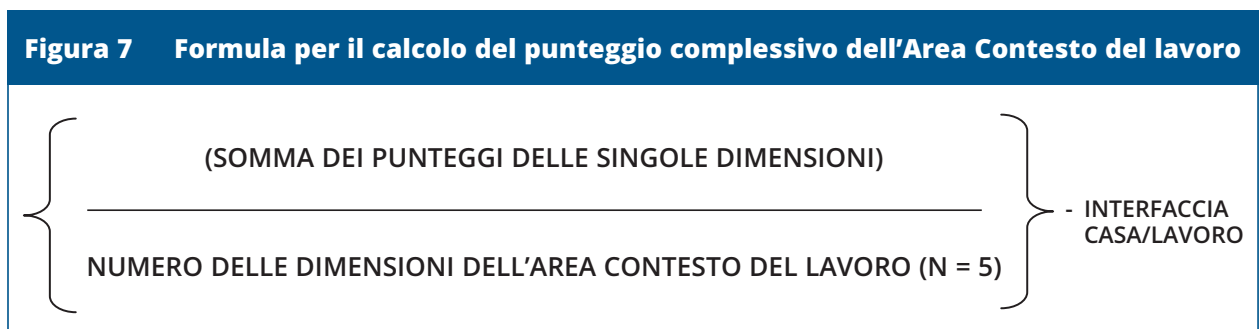 Figura 7 Formula per il calcolo del punteggio complessivo dell’Area Contesto del lavoro
(SOMMA DEI PUNTEGGI DELLE SINGOLE DIMENSIONI)
NUMERO DELLE DIMENSIONI DELL’AREA CONTESTO DEL LAVORO (N = 5)
- INTERFACCIA
CASA/LAVORO